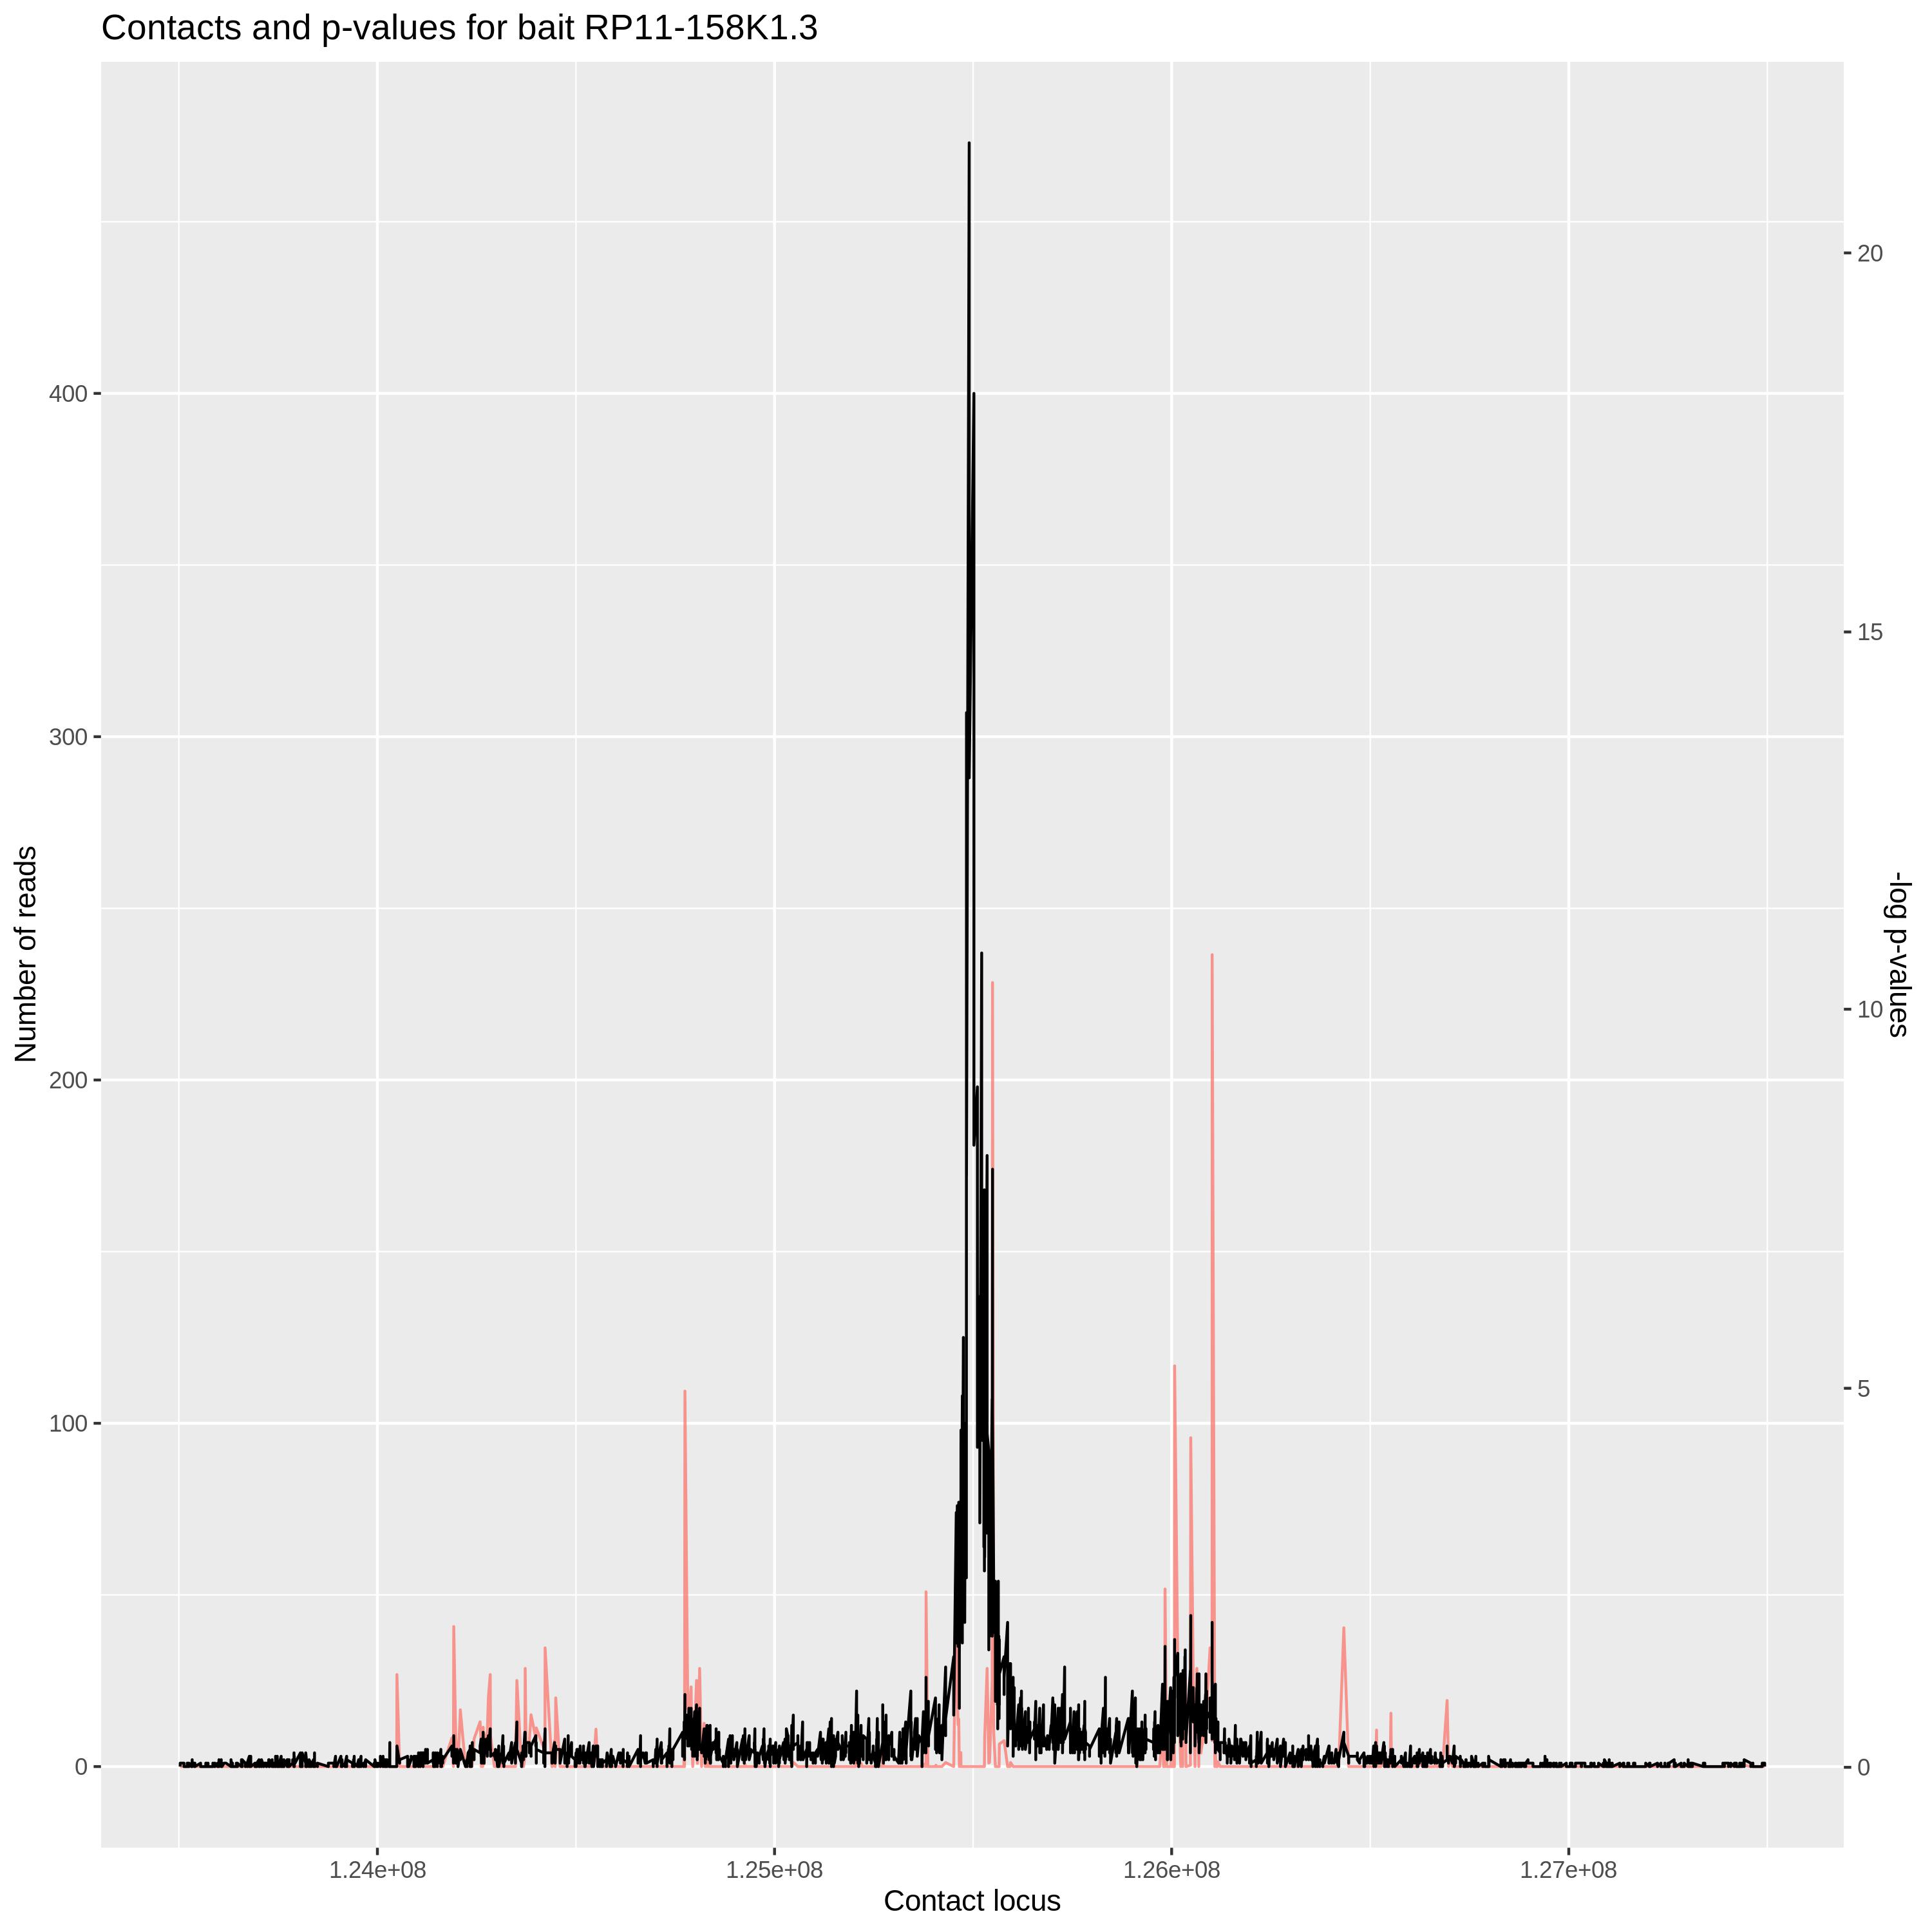 Contacts and p-values for bait RP11-158K1.3
400
300
200
100
0
Number of reads
20
15
10
5
0
-log p-values
1.24e+08
1.25e+08
1.26e+08
1.27e+08
Contact locus